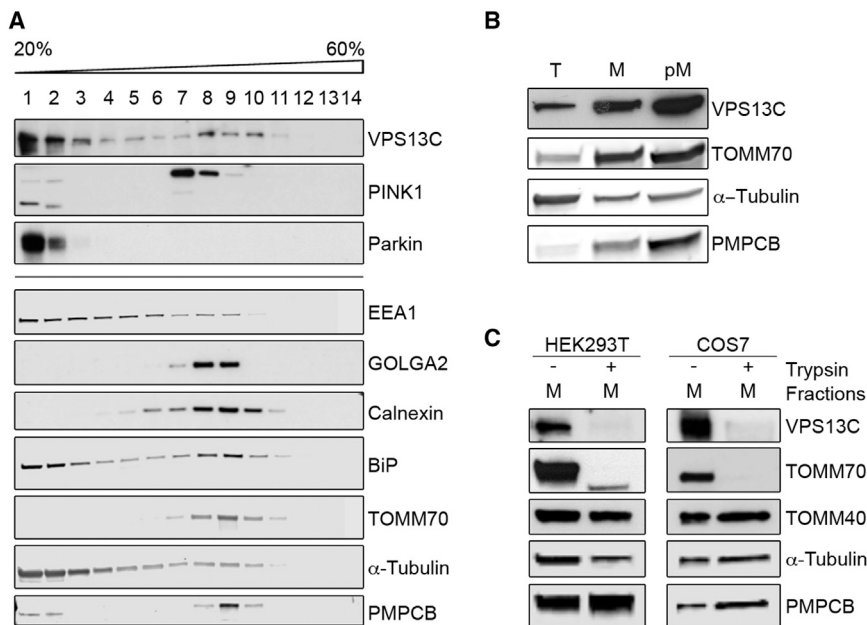 A
20% 60%
1 2 3 4 5 6 7 8 9 10 11 12 13 14
VPS13C
PINK1
Parkin
EEA1
GOLGA2
Calnexin
BiP
TOMM70
α-Tubulin
PMPCB
B
T M pM
VPS13C
TOMM70
α-Tubulin
PMPCB
C
HEK293T COS7
- + - + Trypsin
M M M M Fractions
VPS13C
TOMM70
TOMM40
α-Tubulin
PMPCB